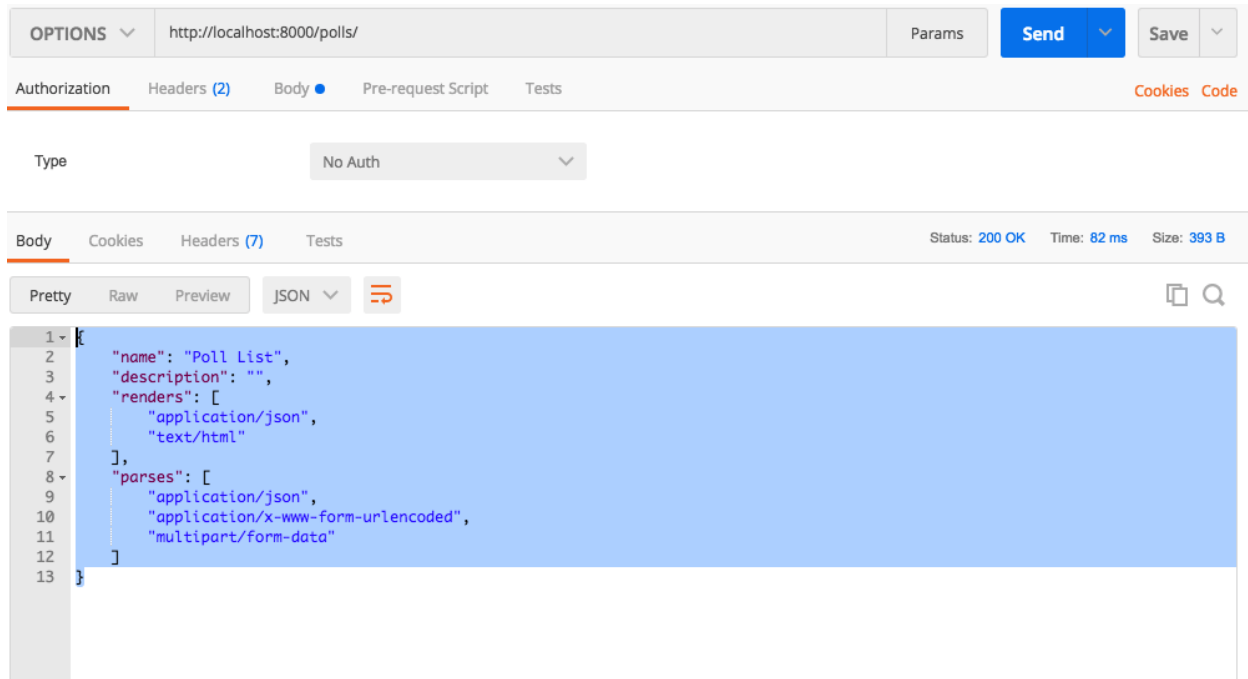 OPTIONS http://localhost:8000/polls/ Params Send Save
Authorization Headers (2) Body Pre-request Script Tests Cookies Code
Type No Auth
Body Cookies Headers (7) Tests Status: 200 OK Time: 82 ms Size: 393 B
Pretty Raw Preview JSON
1 {
2 "name": "Poll List",
3 "description": "",
4 "renders": [
5 "application/json",
6 "text/html"
7 ],
8 "parses": [
9 "application/json",
10 "application/x-www-form-urlencoded",
11 "multipart/form-data"
12 ]
13 }